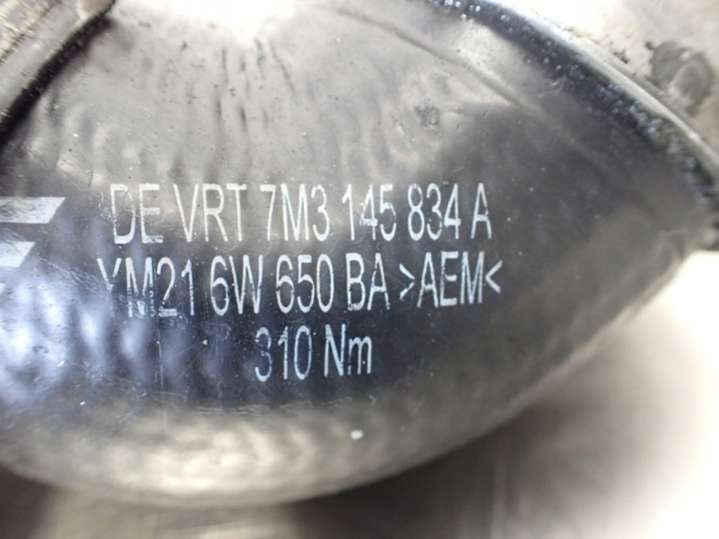 DE VRT 7M3 145 834 A
YM21 6W 650 BA >AEM<
310 Nm